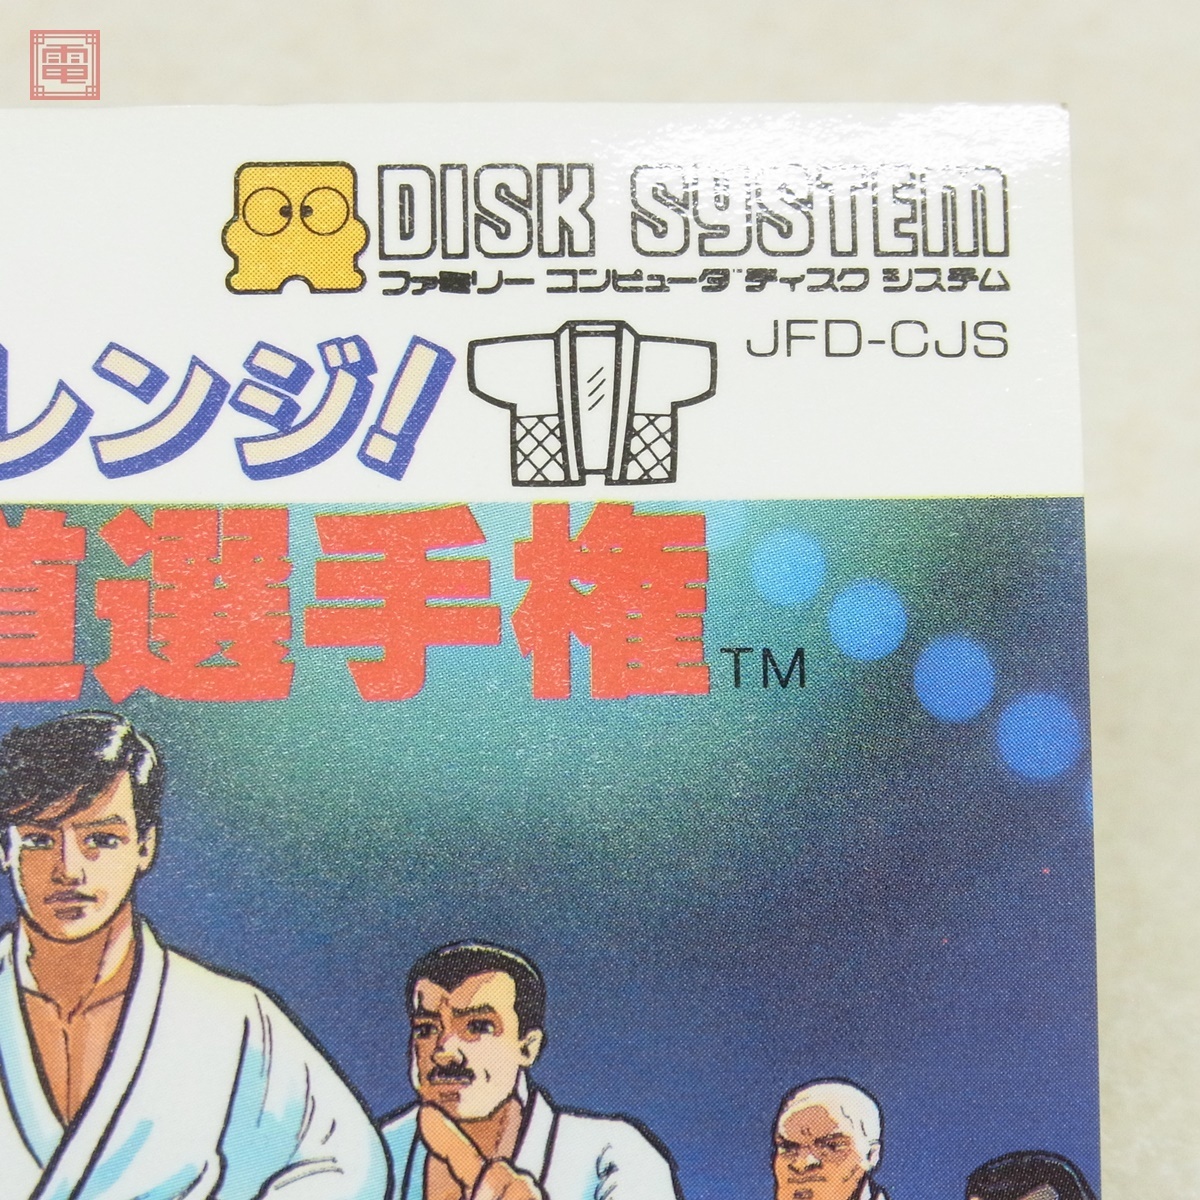 電
DISK SYSTEM
ファミリー コンピュータ ディスク システム
JFD-CJS
レンジ!
道選手権
TM